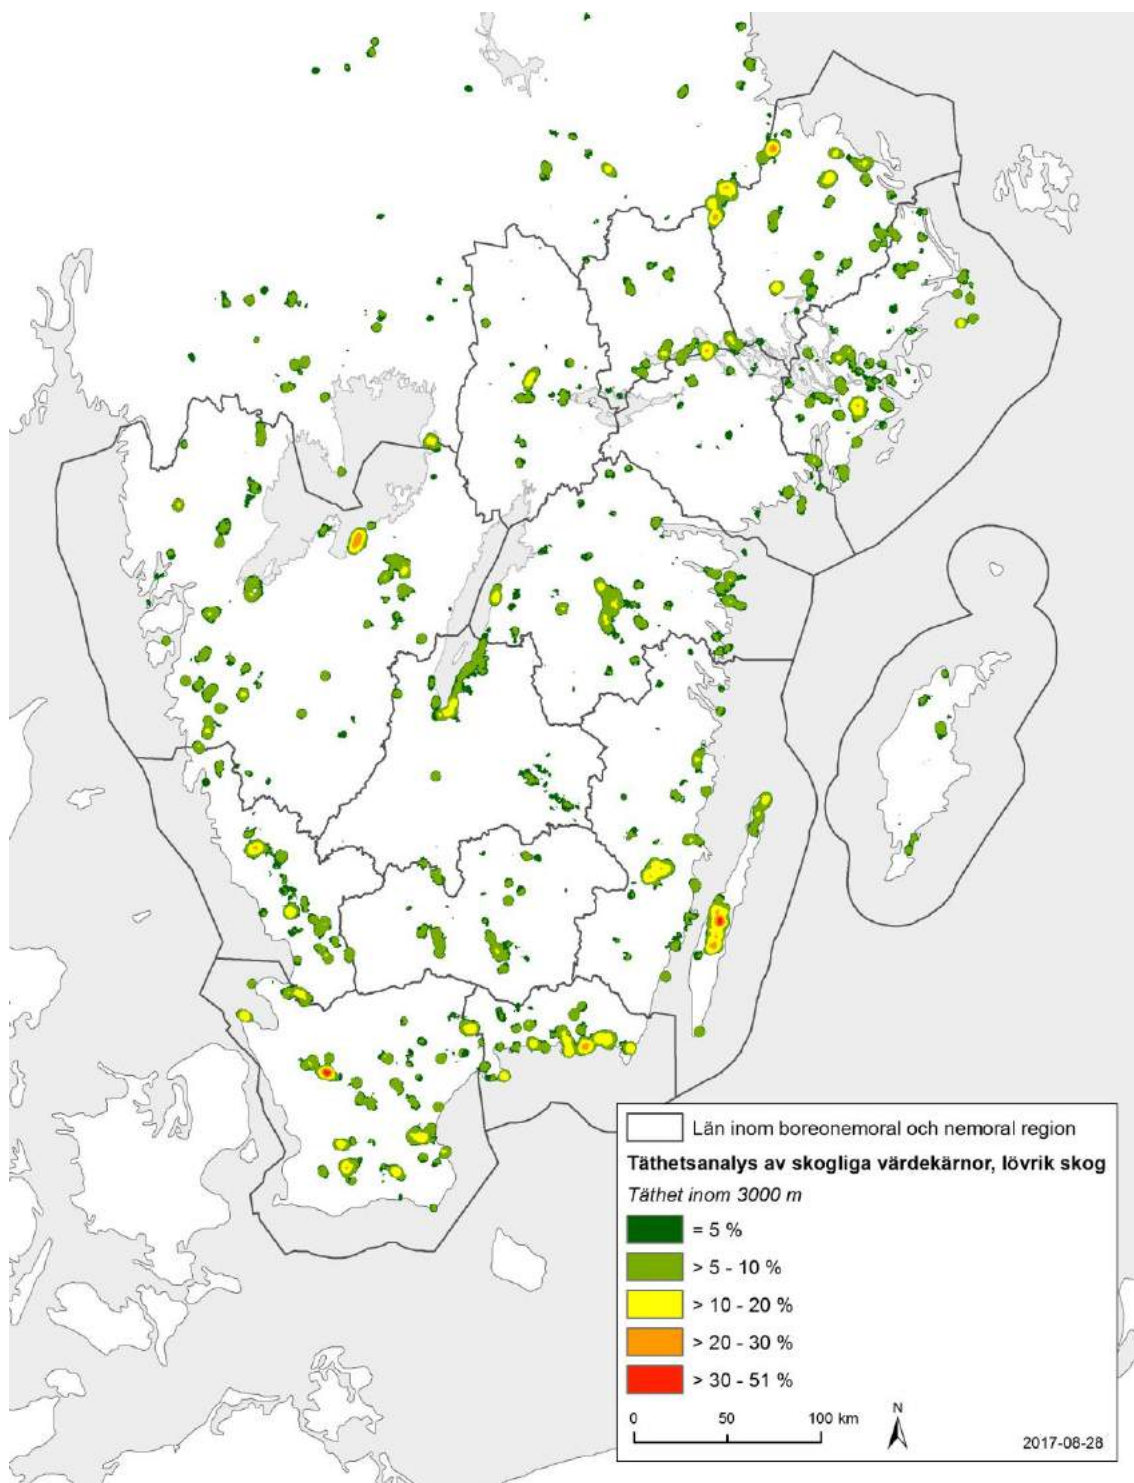 Län inom boreonemoral och nemoral region
Täthetsanalys av skogliga värdekärnor, lövrik skog
Täthet inom 3000 m
= 5 %
> 5 - 10 %
> 10 - 20 %
> 20 - 30 %
> 30 - 51 %
0 50 100 km
N
2017-08-28